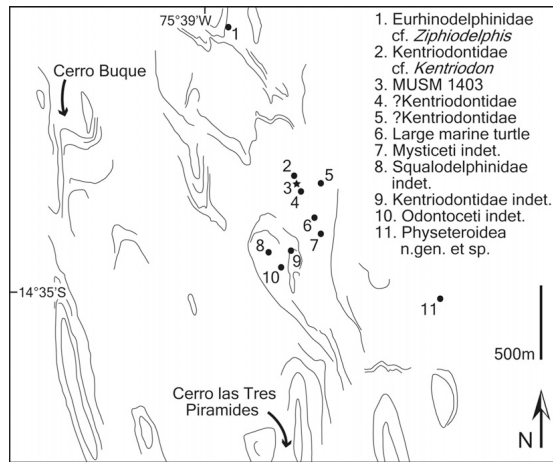 75°39'W
1
Cerro Buque
1. Eurhinodelphinidae
cf. Ziphiodelphis
2. Kentriodontidae
cf. Kentriodon
3. MUSM 1403
4. ?Kentriodontidae
5. ?Kentriodontidae
6. Large marine turtle
7. Mysticeti indet.
8. Squalodelphinidae
indet.
9. Kentriodontidae indet.
10. Odontoceti indet.
11. Physeteroidea
n.gen. et sp.
2
3
4
5
6
7
8
9
10
14°35'S
11
500m
Cerro las Tres
Piramides
N